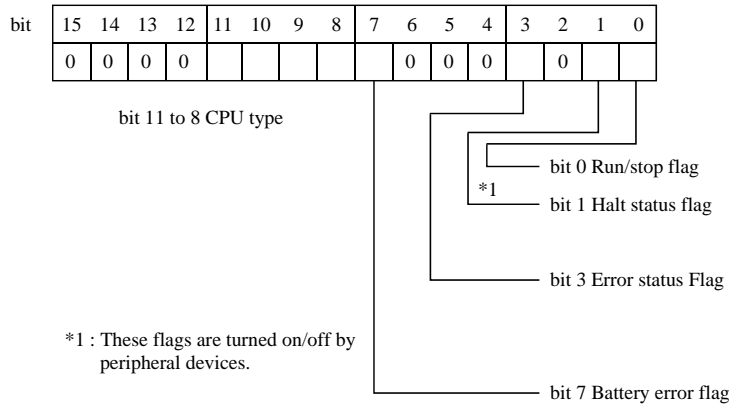 bit 15 14 13 12 11 10 9 8 7 6 5 4 3 2 1 0
0 0 0 0 0 0 0 0
bit 11 to 8 CPU type
bit 0 Run/stop flag
*1
bit 1 Halt status flag
bit 3 Error status Flag
*1 : These flags are turned on/off by
peripheral devices.
bit 7 Battery error flag